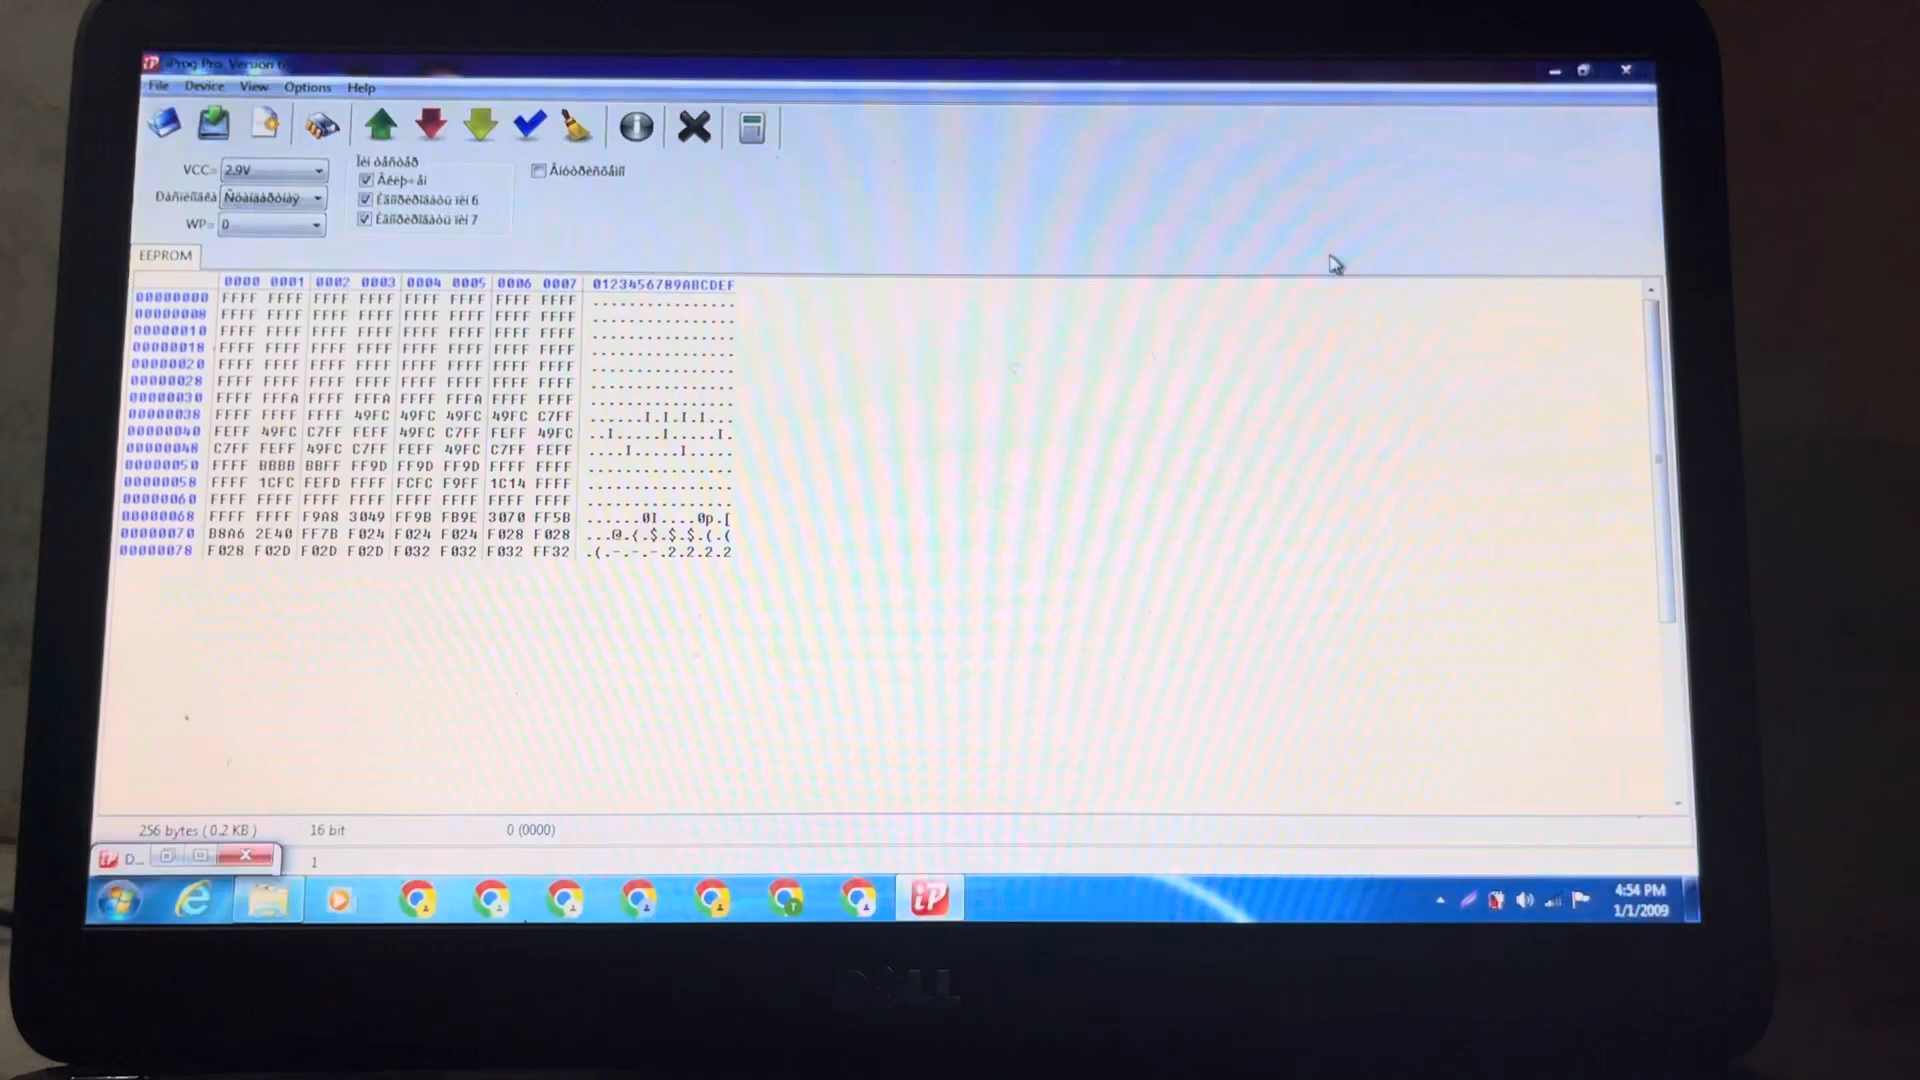 iProg Pro. Version 6
File Device View Options Help
VCC= 2.9V
WP= 0
Ïèí òåñòåð
EEPROM
0000 0001 0002 0003 0004 0005 0006 0007 0123456789ABCDEF
00000000 FFFF FFFF FFFF FFFF FFFF FFFF FFFF FFFF ................
00000008 FFFF FFFF FFFF FFFF FFFF FFFF FFFF FFFF ................
00000010 FFFF FFFF FFFF FFFF FFFF FFFF FFFF FFFF ................
00000018 FFFF FFFF FFFF FFFF FFFF FFFF FFFF FFFF ................
00000020 FFFF FFFF FFFF FFFF FFFF FFFF FFFF FFFF ................
00000028 FFFF FFFF FFFF FFFF FFFF FFFF FFFF FFFF ................
00000030 FFFF FFFA FFFF FFFA FFFF FFFA FFFF FFFF ................
00000038 FFFF FFFF FFFF 49FC 49FC 49FC 49FC C7FF ......I.I.I.I...
00000040 FEFF 49FC C7FF FEFF 49FC C7FF FEFF 49FC ..I.....I.....I.
00000048 C7FF FEFF 49FC C7FF FEFF 49FC C7FF FEFF ....I.....I.....
00000050 FFFF BBBB BBFF FF9D FF9D FF9D FFFF FFFF ................
00000058 FFFF 1CFC FEFD FFFF FCFC F9FF 1C14 FFFF ................
00000060 FFFF FFFF FFFF FFFF FFFF FFFF FFFF FFFF ................
00000068 FFFF FFFF F9A8 3049 FF9B FB9E 3070 FF5B ......0I....0p.[
00000070 B8A6 2E40 FF7B F024 F024 F024 F028 F028 ...@.{.$.$.$.(.(
00000078 F028 F02D F02D F02D F032 F032 F032 FF32 .(.-.-.-.2.2.2.2
256 bytes ( 0.2 KB ) 16 bit 0 (0000)
D... 1
iP
4:54 PM
1/1/2009
DELL